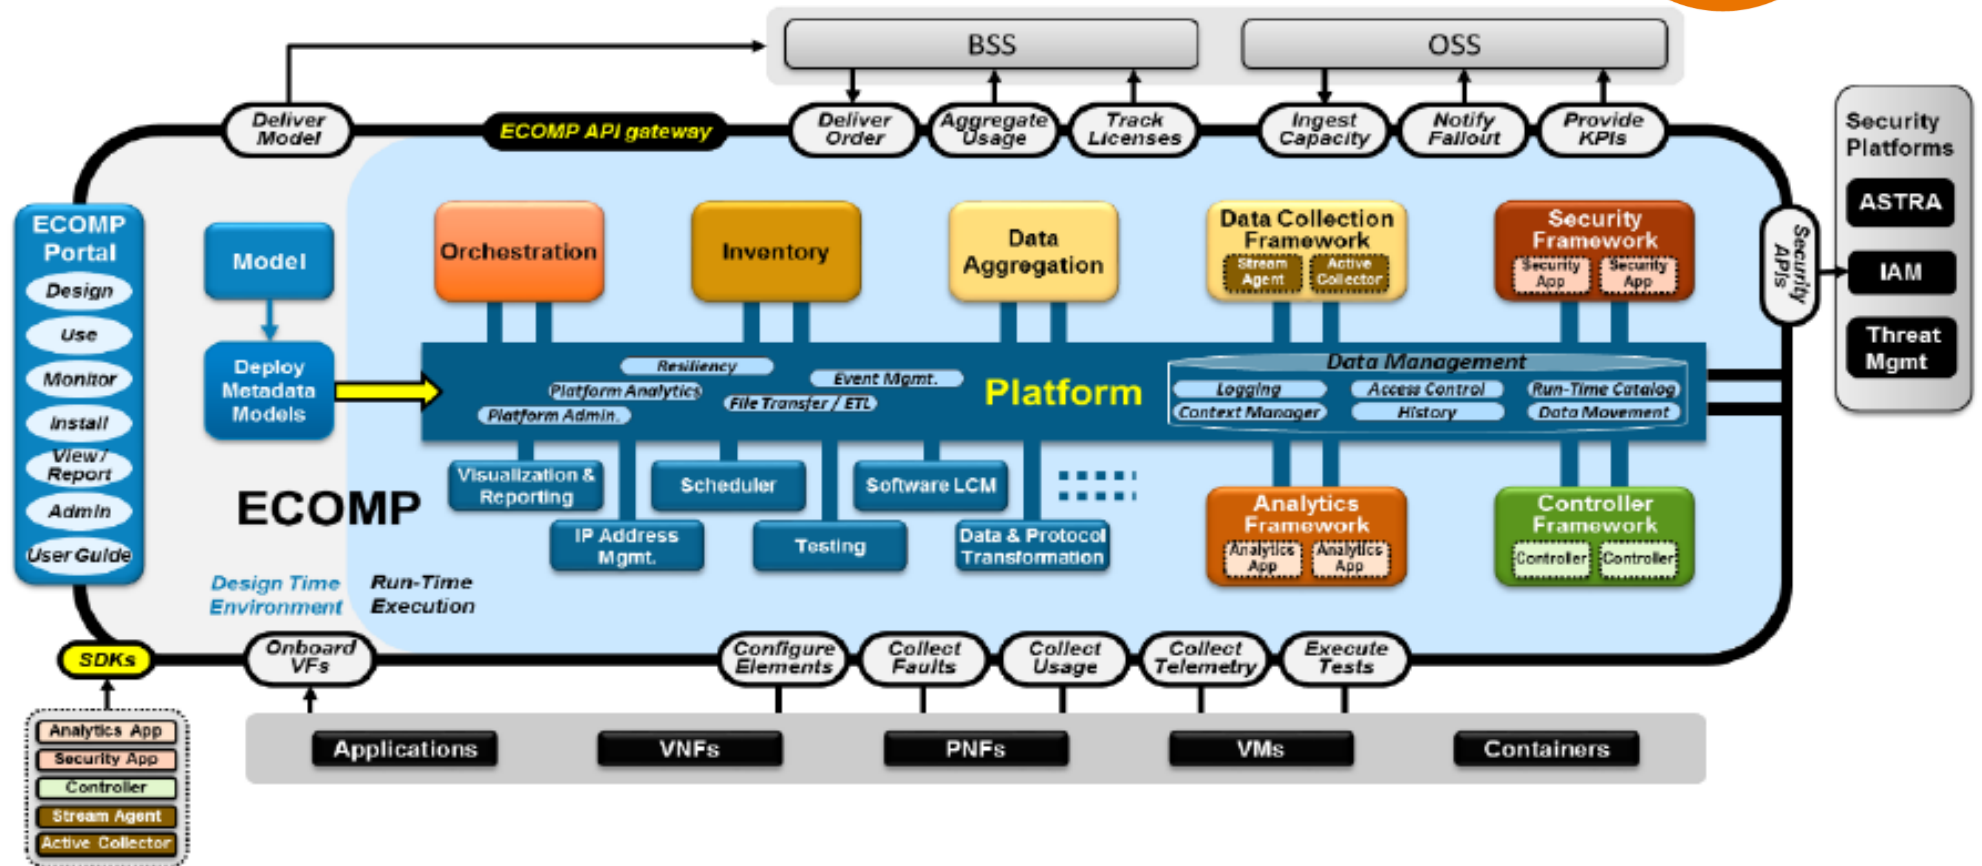 BSS
OSS
Deliver
Model
ECOMP API gateway
Deliver
Order
Aggregate
Usage
Track
Licenses
Ingest
Capacity
Notify
Fallout
Provide
KPIs
Security
Platforms
ASTRA
IAM
Threat
Mgmt
Security
APIs
ECOMP
Portal
Design
Use
Monitor
Install
View /
Report
Admin
User Guide
Model
Deploy
Metadata
Models
Orchestration
Inventory
Data
Aggregation
Data Collection
Framework
Stream
Agent
Active
Collector
Security
Framework
Security
App
Security
App
Resiliency
Platform Analytics
Platform Admin.
Event Mgmt.
File Transfer / ETL
Platform
Data Management
Logging
Access Control
Run-Time Catalog
Context Manager
History
Data Movement
Visualization &
Reporting
Scheduler
Software LCM
IP Address
Mgmt.
Testing
Data & Protocol
Transformation
Analytics
Framework
Analytics
App
Analytics
App
Controller
Framework
Controller
Controller
ECOMP
Design Time
Environment
Run-Time
Execution
SDKs
Onboard
VFs
Configure
Elements
Collect
Faults
Collect
Usage
Collect
Telemetry
Execute
Tests
Analytics App
Security App
Controller
Stream Agent
Active Collector
Applications
VNFs
PNFs
VMs
Containers